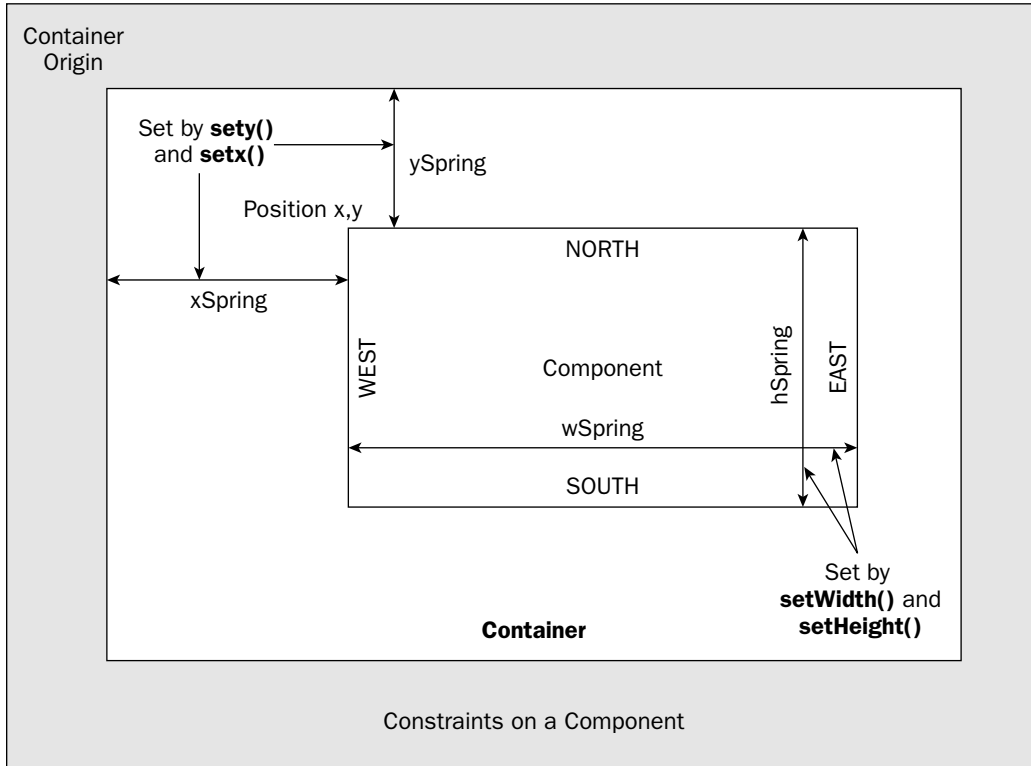 Container
Origin
Set by sety()
and setx()
ySpring
Position x,y
xSpring
NORTH
WEST
Component
hSpring
EAST
wSpring
SOUTH
Set by
setWidth() and
setHeight()
Container
Constraints on a Component